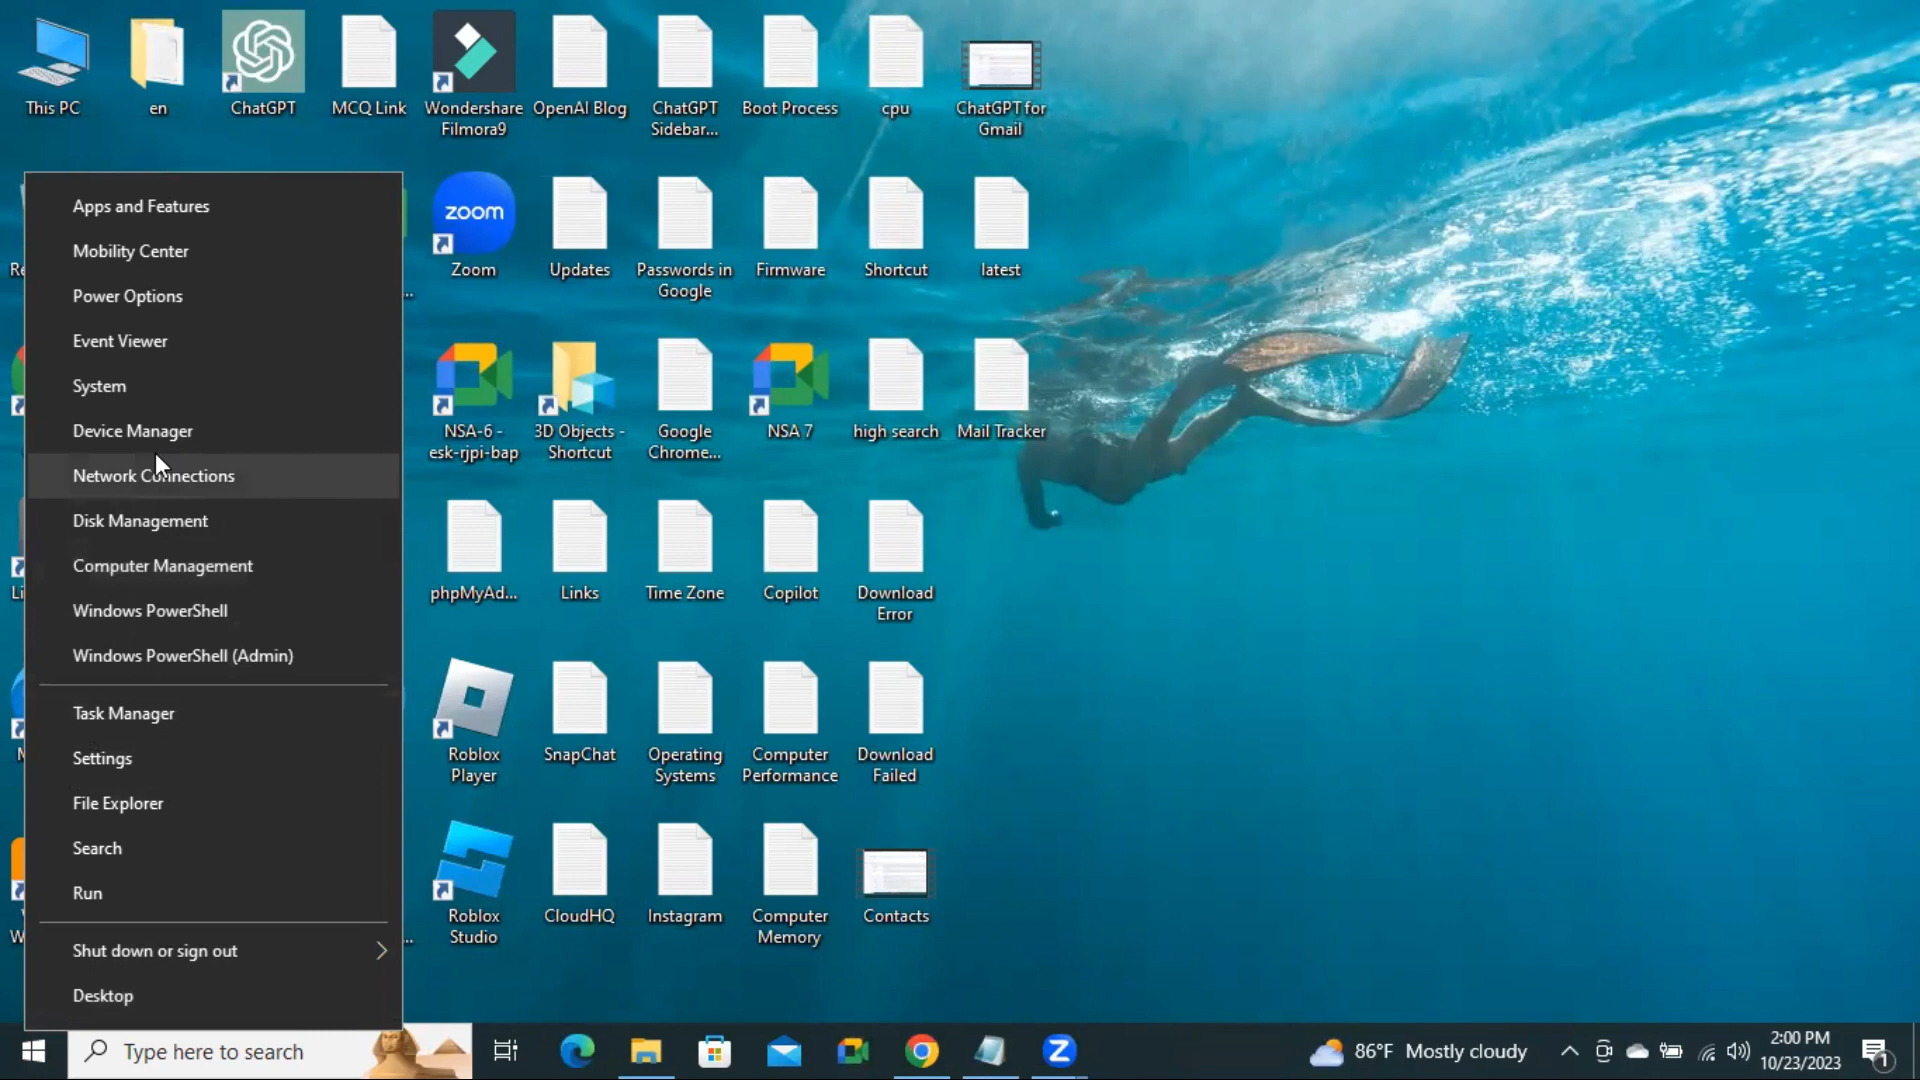 This PC
en
ChatGPT
MCQ Link
Wondershare
Filmora9
OpenAI Blog
ChatGPT
Sidebar...
Boot Process
cpu
ChatGPT for
Gmail
zoom
Zoom
Updates
Passwords in
Google
Firmware
Shortcut
latest
NSA-6 -
esk-rjpi-bap
3D Objects -
Shortcut
Google
Chrome...
NSA 7
high search
Mail Tracker
phpMyAd...
Links
Time Zone
Copilot
Download
Error
Roblox
Player
SnapChat
Operating
Systems
Computer
Performance
Download
Failed
Roblox
Studio
CloudHQ
Instagram
Computer
Memory
Contacts
Apps and Features
Mobility Center
Power Options
Event Viewer
System
Device Manager
Network Connections
Disk Management
Computer Management
Windows PowerShell
Windows PowerShell (Admin)
Task Manager
Settings
File Explorer
Search
Run
Shut down or sign out
Desktop
Type here to search
86°F Mostly cloudy
2:00 PM
10/23/2023
1